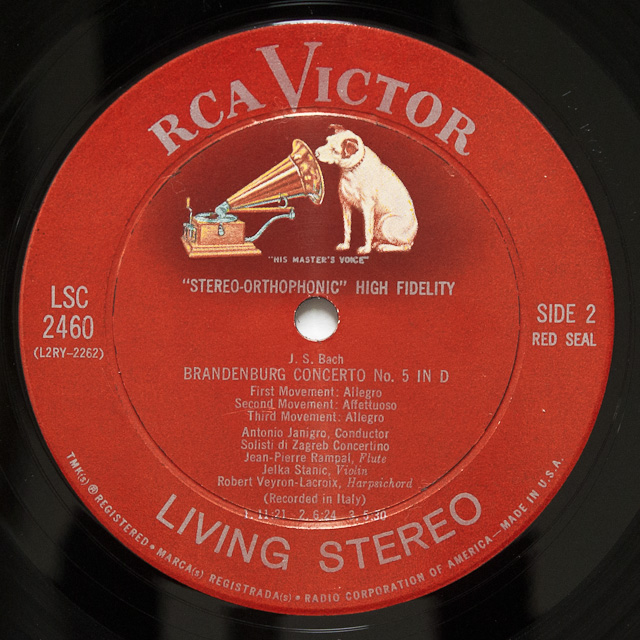 RCA VICTOR
"HIS MASTER'S VOICE"
"STEREO-ORTHOPHONIC" HIGH FIDELITY
LSC
2460
(L2RY-2262)
SIDE 2
RED SEAL
J. S. Bach
BRANDENBURG CONCERTO No. 5 IN D
First Movement: Allegro
Second Movement: Affettuoso
Third Movement: Allegro
Antonio Janigro, Conductor
Solisti di Zagreb Concertino
Jean-Pierre Rampal, Flute
Jelka Stanic, Violin
Robert Veyron-Lacroix, Harpsichord
(Recorded in Italy)
1. 11:21 - 2. 6:24 3. 5:30
LIVING STEREO
TMK(s) ® REGISTERED • MARCA(s) REGISTRADA(s) • RADIO CORPORATION OF AMERICA—MADE IN U.S.A.